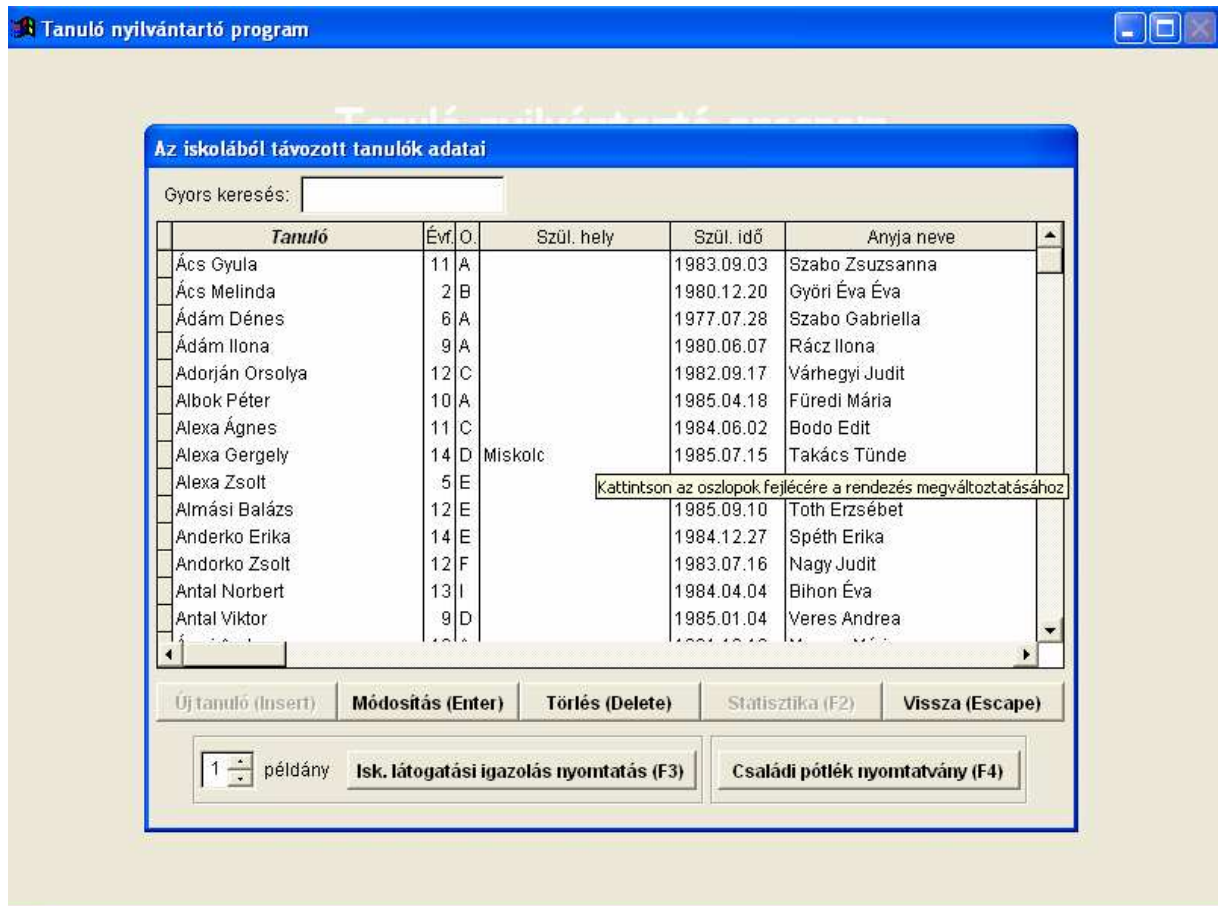 Tanuló nyilvántartó program
Tanuló nyilvántartó program
Az iskolából távozott tanulók adatai
Gyors keresés:
Tanuló Évf. O. Szül. hely Szül. idő Anyja neve
Ács Gyula 11 A 1983.09.03 Szabo Zsuzsanna
Ács Melinda 2 B 1980.12.20 Györi Éva Éva
Ádám Dénes 6 A 1977.07.28 Szabo Gabriella
Ádám Ilona 9 A 1980.06.07 Rácz Ilona
Adorján Orsolya 12 C 1982.09.17 Várhegyi Judit
Albok Péter 10 A 1985.04.18 Füredi Mária
Alexa Ágnes 11 C 1984.06.02 Bodo Edit
Alexa Gergely 14 D Miskolc 1985.07.15 Takács Tünde
Alexa Zsolt 5 E Kattintson az oszlopok fejlécére a rendezés megváltoztatásához
Almási Balázs 12 E 1985.09.10 Toth Erzsébet
Anderko Erika 14 E 1984.12.27 Spéth Erika
Andorko Zsolt 12 F 1983.07.16 Nagy Judit
Antal Norbert 13 I 1984.04.04 Bihon Éva
Antal Viktor 9 D 1985.01.04 Veres Andrea
Új tanuló (Insert) Módosítás (Enter) Törlés (Delete) Statisztika (F2) Vissza (Escape)
1 példány Isk. látogatási igazolás nyomtatás (F3) Családi pótlék nyomtatvány (F4)